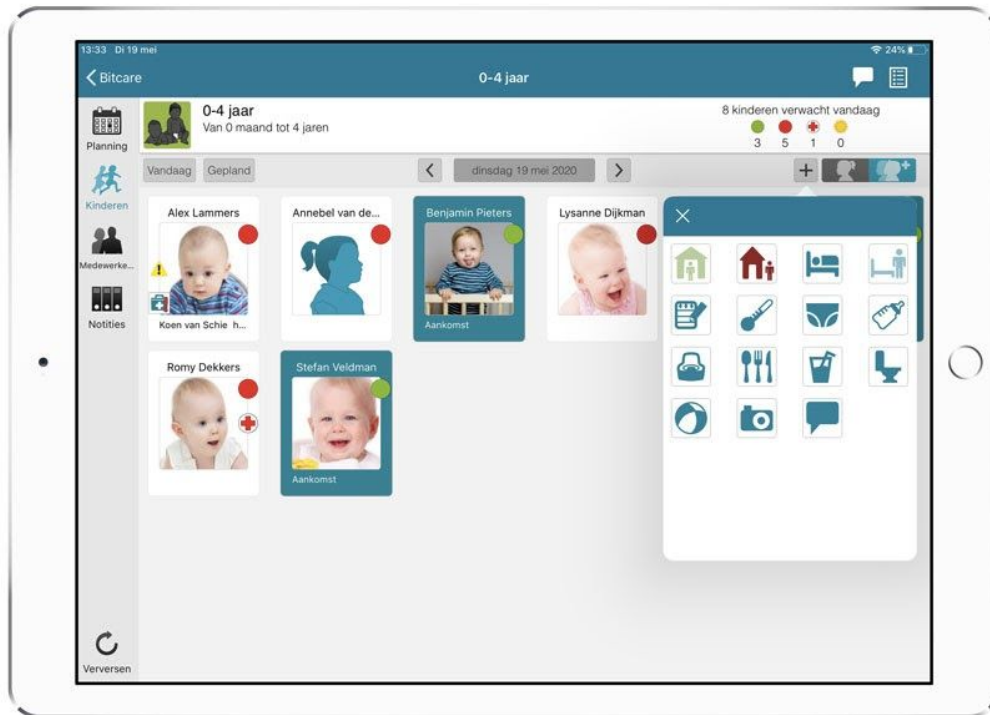 13:33 Di 19 mei
24%
Bitcare
0-4 jaar
0-4 jaar
Van 0 maand tot 4 jaren
8 kinderen verwacht vandaag
3 5 1 0
Planning
Kinderen
Medewerke...
Notities
Verversen
Vandaag
Gepland
dinsdag 19 mei 2020
Alex Lammers
Koen van Schie h...
Annebel van de...
Benjamin Pieters
Aankomst
Lysanne Dijkman
Romy Dekkers
Stefan Veldman
Aankomst